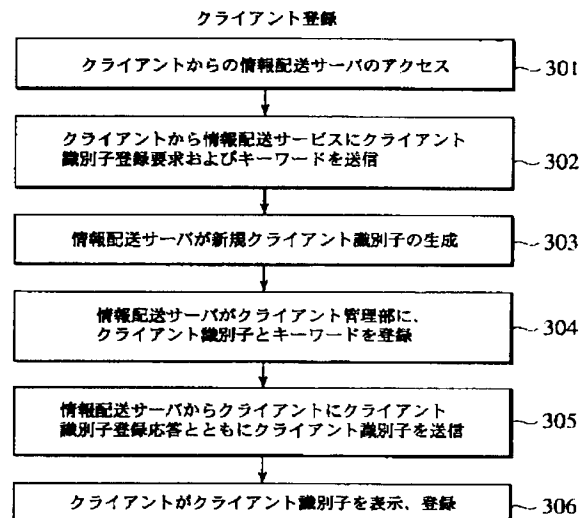 クライアント登録
クライアントからの情報配送サーバのアクセス
301
クライアントから情報配送サービスにクライアント
識別子登録要求およびキーワードを送信
302
情報配送サーバが新規クライアント識別子の生成
303
情報配送サーバがクライアント管理部に、
クライアント識別子とキーワードを登録
304
情報配送サーバからクライアントにクライアント
識別子登録応答とともにクライアント識別子を送信
305
クライアントがクライアント識別子を表示、登録
306